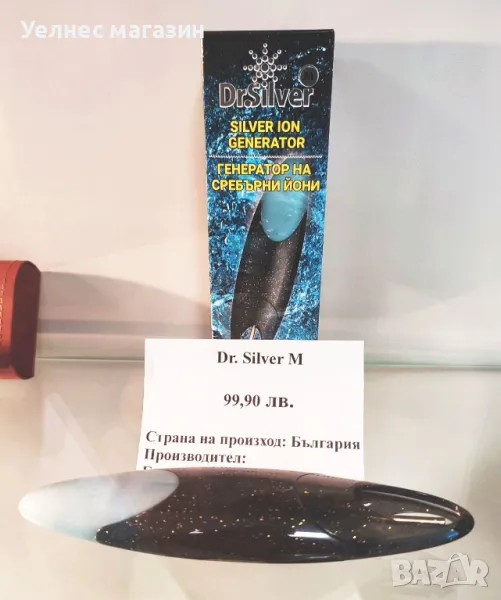 Уелнес магазин
DrSilver
SILVER ION
GENERATOR
ГЕНЕРАТОР НА
СРЕБЪРНИ ЙОНИ
Dr. Silver M
99,90 лв.
Страна на произход: България
Производител:
BAZAR